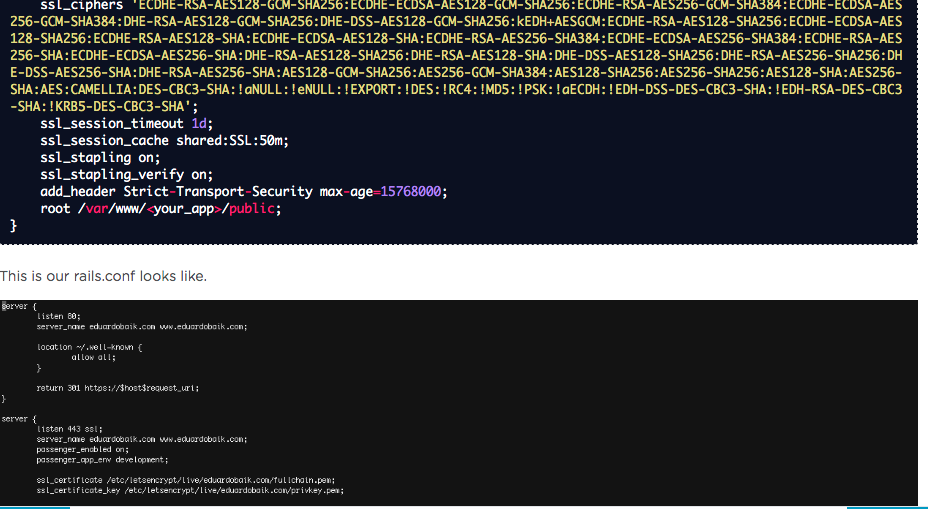 ssl_ciphers 'ECDHE-RSA-AES128-GCM-SHA256:ECDHE-ECDSA-AES128-GCM-SHA256:ECDHE-RSA-AES256-GCM-SHA384:ECDHE-ECDSA-AES
256-GCM-SHA384:DHE-RSA-AES128-GCM-SHA256:DHE-DSS-AES128-GCM-SHA256:kEDH+AESGCM:ECDHE-RSA-AES128-SHA256:ECDHE-ECDSA-AES
128-SHA256:ECDHE-RSA-AES128-SHA:ECDHE-ECDSA-AES128-SHA:ECDHE-RSA-AES256-SHA384:ECDHE-ECDSA-AES256-SHA384:ECDHE-RSA-AES
256-SHA:ECDHE-ECDSA-AES256-SHA:DHE-RSA-AES128-SHA256:DHE-RSA-AES128-SHA:DHE-DSS-AES128-SHA256:DHE-RSA-AES256-SHA256:DH
E-DSS-AES256-SHA:DHE-RSA-AES256-SHA:AES128-GCM-SHA256:AES256-GCM-SHA384:AES128-SHA256:AES256-SHA256:AES128-SHA:AES256-
SHA:AES:CAMELLIA:DES-CBC3-SHA:!aNULL:!eNULL:!EXPORT:!DES:!RC4:!MD5:!PSK:!aECDH:!EDH-DSS-DES-CBC3-SHA:!EDH-RSA-DES-CBC3
-SHA:!KRB5-DES-CBC3-SHA';
ssl_session_timeout 1d;
ssl_session_cache shared:SSL:50m;
ssl_stapling on;
ssl_stapling_verify on;
add_header Strict-Transport-Security max-age=15768000;
root /var/www/<your_app>/public;
}
This is our rails.conf looks like.
server {
listen 80;
server_name eduardobaik.com www.eduardobaik.com;
location ~/.well-known {
allow all;
}
return 301 https://$host$request_uri;
}
server {
listen 443 ssl;
server_name eduardobaik.com www.eduardobaik.com;
passenger_enabled on;
passenger_app_env development;
ssl_certificate /etc/letsencrypt/live/eduardobaik.com/fullchain.pem;
ssl_certificate_key /etc/letsencrypt/live/eduardobaik.com/privkey.pem;